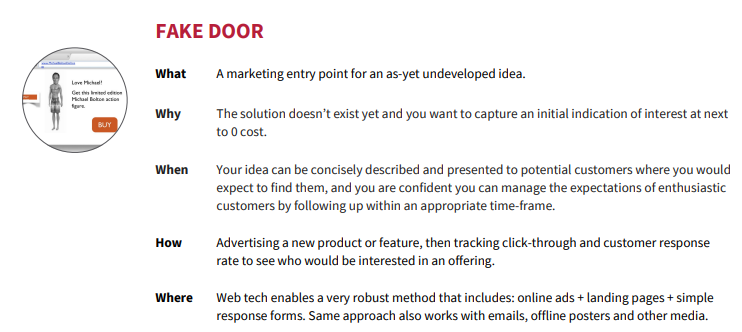 FAKE DOOR
What A marketing entry point for an as-yet undeveloped idea.
Love Michael?
Get this limited edition
Michael Bolton action
figure.
BUY
Why The solution doesn't exist yet and you want to capture an initial indication of interest at next
to 0 cost.
When Your idea can be concisely described and presented to potential customers where you would
expect to find them, and you are confident you can manage the expectations of enthusiastic
customers by following up within an appropriate time-frame.
How Advertising a new product or feature, then tracking click-through and customer response
rate to see who would be interested in an offering.
Where Web tech enables a very robust method that includes: online ads + landing pages + simple
response forms. Same approach also works with emails, offline posters and other media.